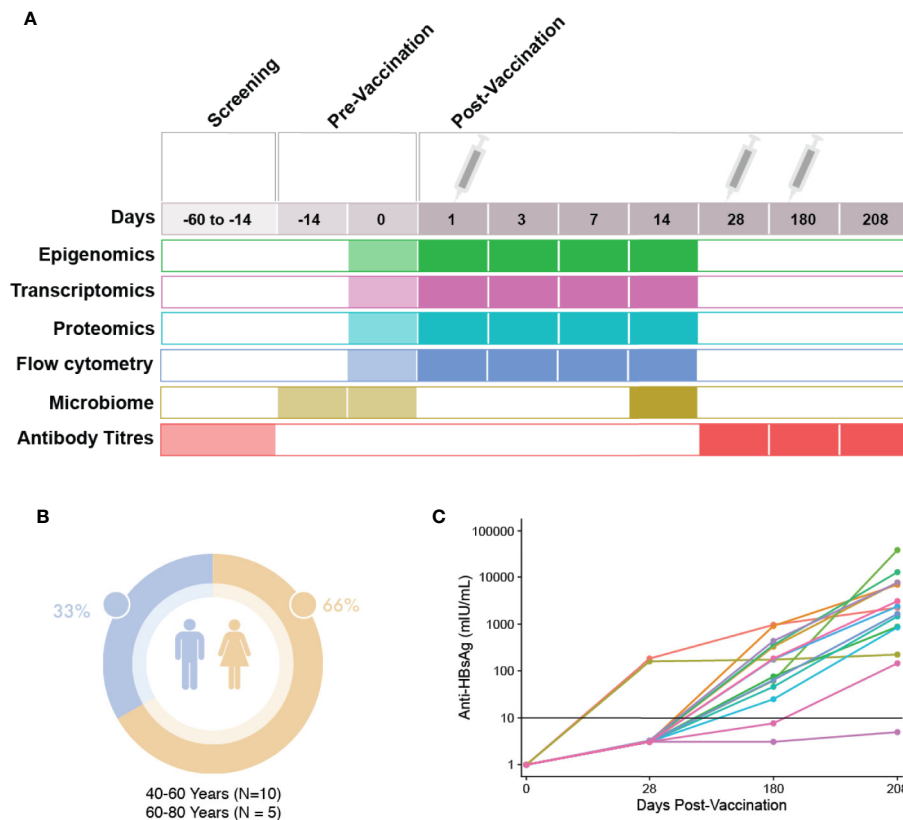 A
Screening
Pre-Vaccination
Post-Vaccination
Days -60 to -14 -14 0 1 3 7 14 28 180 208
Epigenomics
Transcriptomics
Proteomics
Flow cytometry
Microbiome
Antibody Titres
B
33%
66%
40-60 Years (N=10)
60-80 Years (N = 5)
C
Anti-HBsAg (mIU/mL)
100000
10000
1000
100
10
1
0 28 180 208
Days Post-Vaccination